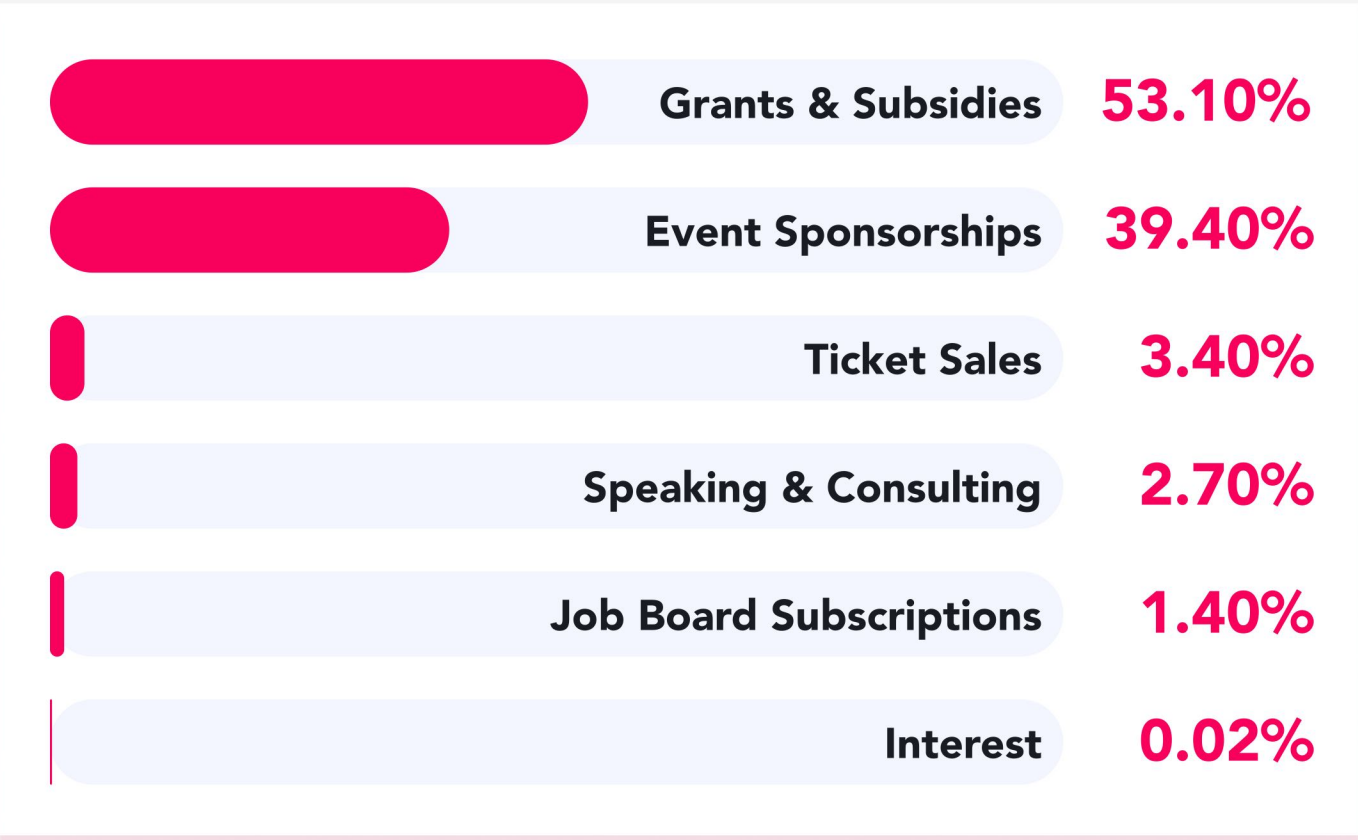 Grants & Subsidies 53.10%
Event Sponsorships 39.40%
Ticket Sales 3.40%
Speaking & Consulting 2.70%
Job Board Subscriptions 1.40%
Interest 0.02%